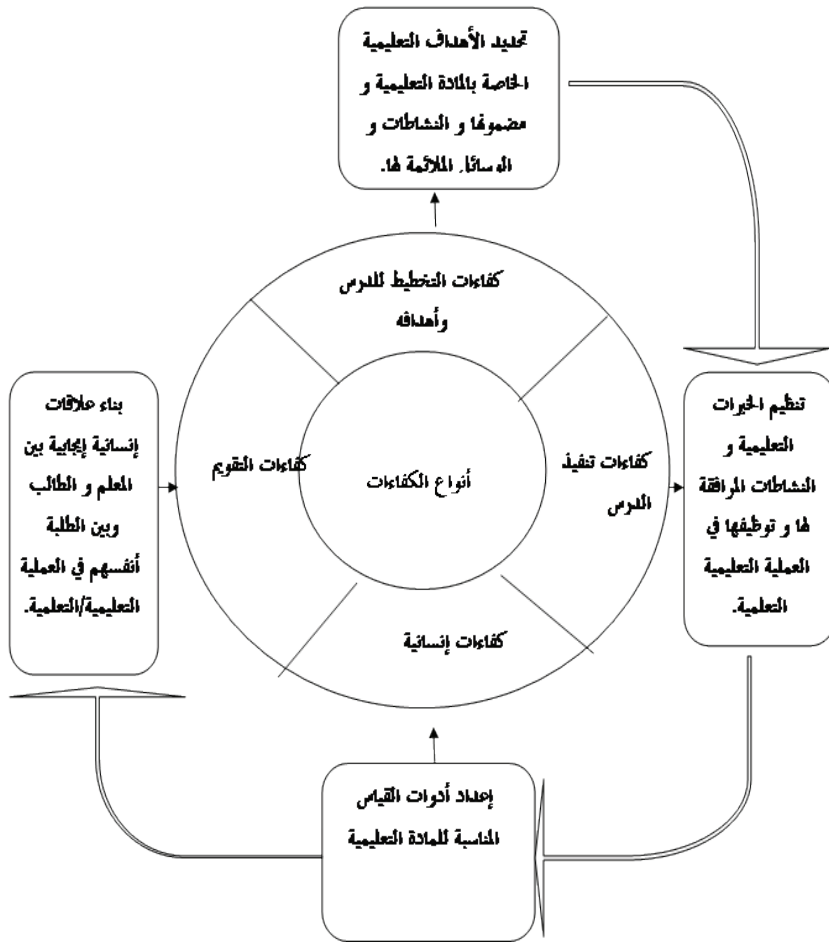 تحديد الأهداف التعليمية
الخاصة بالمادة التعليمية و
مضمونها و النشاطات و
الوسائل الملائمة لها.
كفاءات التخطيط للدرس
وأهدافه
تنظيم الخبرات
التعليمية و
النشاطات المرافقة
لها و توظيفها في
العملية التعليمية
التعلمية.
كفاءات تنفيذ
الدرس
أنواع الكفاءات
كفاءات التقويم
بناء علاقات
إنسانية إيجابية بين
المعلم و الطالب
وبين الطلبة
أنفسهم في العملية
التعليمية/التعلمية.
كفاءات إنسانية
إعداد أدوات القياس
المناسبة للمادة التعليمية